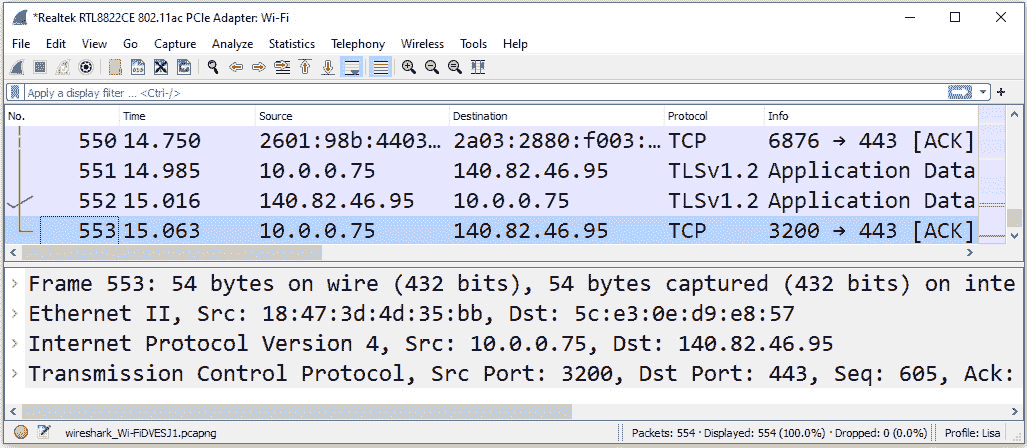 *Realtek RTL8822CE 802.11ac PCIe Adapter: Wi-Fi
File Edit View Go Capture Analyze Statistics Telephony Wireless Tools Help
Apply a display filter ... <Ctrl-/>
No. Time Source Destination Protocol Info
550 14.750 2601:98b:4403... 2a03:2880:f003:... TCP 6876 → 443 [ACK]
551 14.985 10.0.0.75 140.82.46.95 TLSv1.2 Application Data
552 15.016 140.82.46.95 10.0.0.75 TLSv1.2 Application Data
553 15.063 10.0.0.75 140.82.46.95 TCP 3200 → 443 [ACK]
Frame 553: 54 bytes on wire (432 bits), 54 bytes captured (432 bits) on inte
Ethernet II, Src: 18:47:3d:4d:35:bb, Dst: 5c:e3:0e:d9:e8:57
Internet Protocol Version 4, Src: 10.0.0.75, Dst: 140.82.46.95
Transmission Control Protocol, Src Port: 3200, Dst Port: 443, Seq: 605, Ack:
wireshark_Wi-FiDVESJ1.pcapng Packets: 554 · Displayed: 554 (100.0%) · Dropped: 0 (0.0%) Profile: Lisa